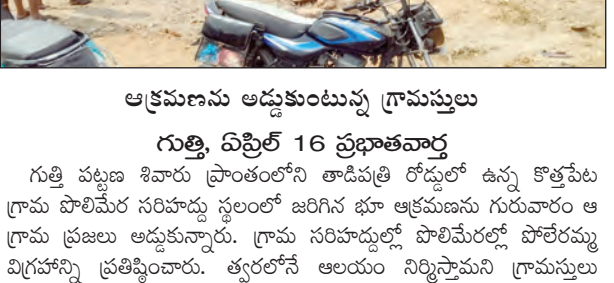 ఆక్రమణను అడ్డుకుంటున్న గ్రామస్తులు
గుత్తి, ఏప్రిల్ 16 ప్రభాతవార్త
గుత్తి పట్టణ శివారు ప్రాంతంలోని తాడిపత్రి రోడ్డులో ఉన్న కొత్తపేట
గ్రామ పొలిమేర సరిహద్దు స్థలంలో జరిగిన భూ ఆక్రమణను గురువారం ఆ
గ్రామ ప్రజలు అడ్డుకున్నారు. గ్రామ సరిహద్దుల్లో పొలిమేరల్లో పోలేరమ్మ
విగ్రహాన్ని ప్రతిష్ఠించారు. త్వరలోనే ఆలయం నిర్మిస్తామని గ్రామస్తులు